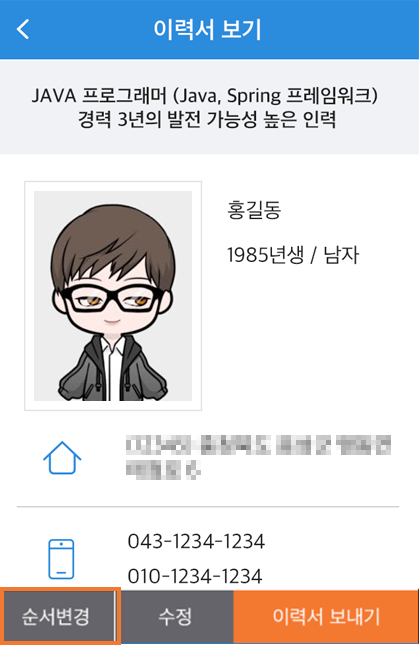 이력서 보기
JAVA 프로그래머 (Java, Spring 프레임워크)
경력 3년의 발전 가능성 높은 인력
홍길동
1985년생 / 남자
043-1234-1234
010-1234-1234
순서변경
수정
이력서 보내기